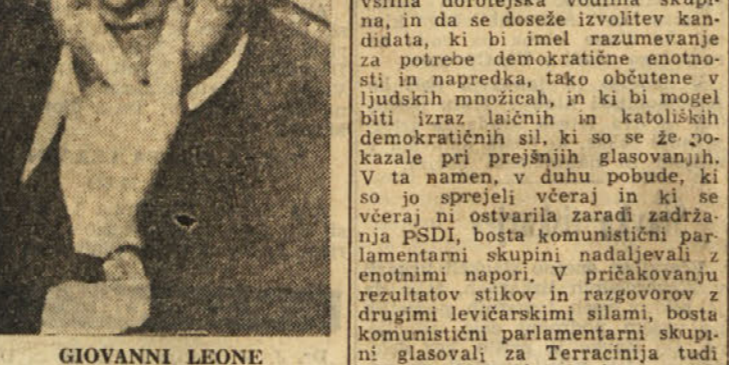 GIOVANNI LEONE
vsilila dorotejska vodilna skupi-
na, in da se doseže izvolitev kan-
didata, ki bi imel razumevanje
za potrebe demokratične enotno-
sti in napredka, tako občutene v
ljudskih množicah, in ki bi mogel
biti izraz laičnih in katoliških
demokratičnih sil, ki so se že po-
kazale pri prejšnjih glasovanjih.
V ta namen, v duhu pobude, ki
so jo sprejeli včeraj in ki se
včeraj ni ostvarila zaradi zadrža-
nja PSDI, bosta komunistični par-
lamentarni skupini nadaljevali z
enotnimi napori. V pričakovanju
rezultatov stikov in razgovorov z
drugimi levičarskimi silami, bosta
komunistični parlamentarni skupi-
ni glasovali za Terracinija tudi